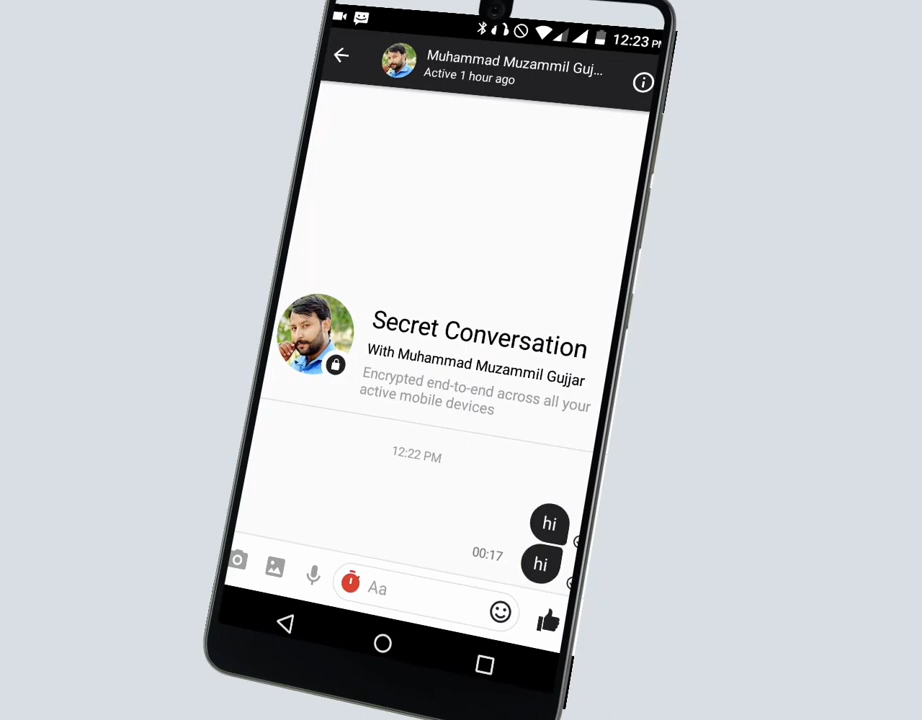 12:23 PM
Muhammad Muzammil Guj...
Active 1 hour ago
Secret Conversation
With Muhammad Muzammil Gujjar
Encrypted end-to-end across all your
active mobile devices
12:22 PM
hi
00:17
hi
Aa